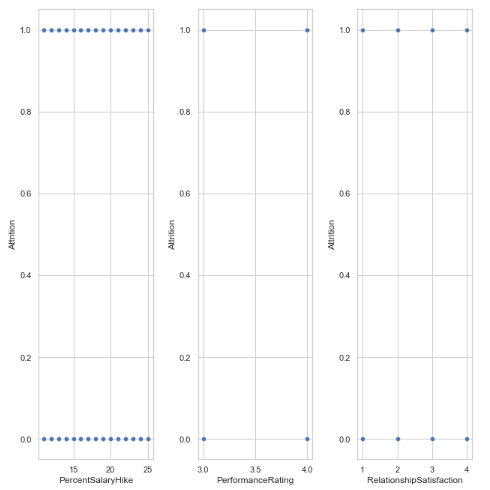 1.0
0.8
0.6
0.4
0.2
0.0
Attrition
15 20 25
PercentSalaryHike
1.0
0.8
0.6
0.4
0.2
0.0
Attrition
3.0 3.5 4.0
PerformanceRating
1.0
0.8
0.6
0.4
0.2
0.0
Attrition
1 2 3 4
RelationshipSatisfaction